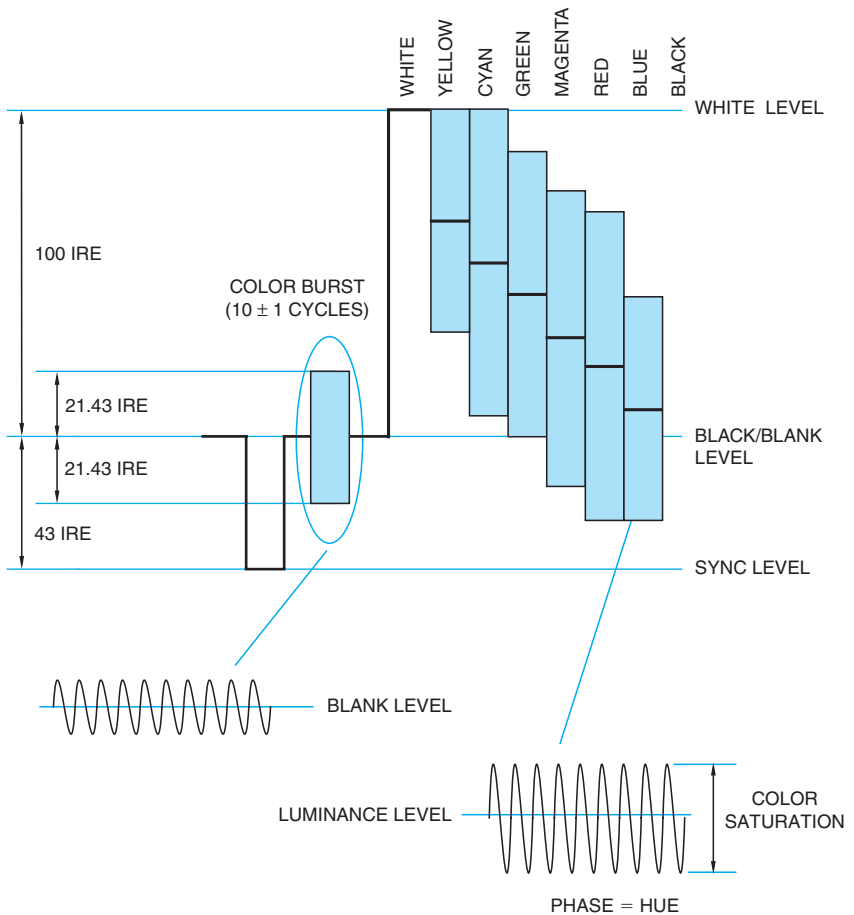 WHITE
YELLOW
CYAN
GREEN
MAGENTA
RED
BLUE
BLACK
WHITE LEVEL
100 IRE
COLOR BURST
(10 ± 1 CYCLES)
21.43 IRE
BLACK/BLANK
LEVEL
21.43 IRE
43 IRE
SYNC LEVEL
BLANK LEVEL
LUMINANCE LEVEL
COLOR
SATURATION
PHASE = HUE